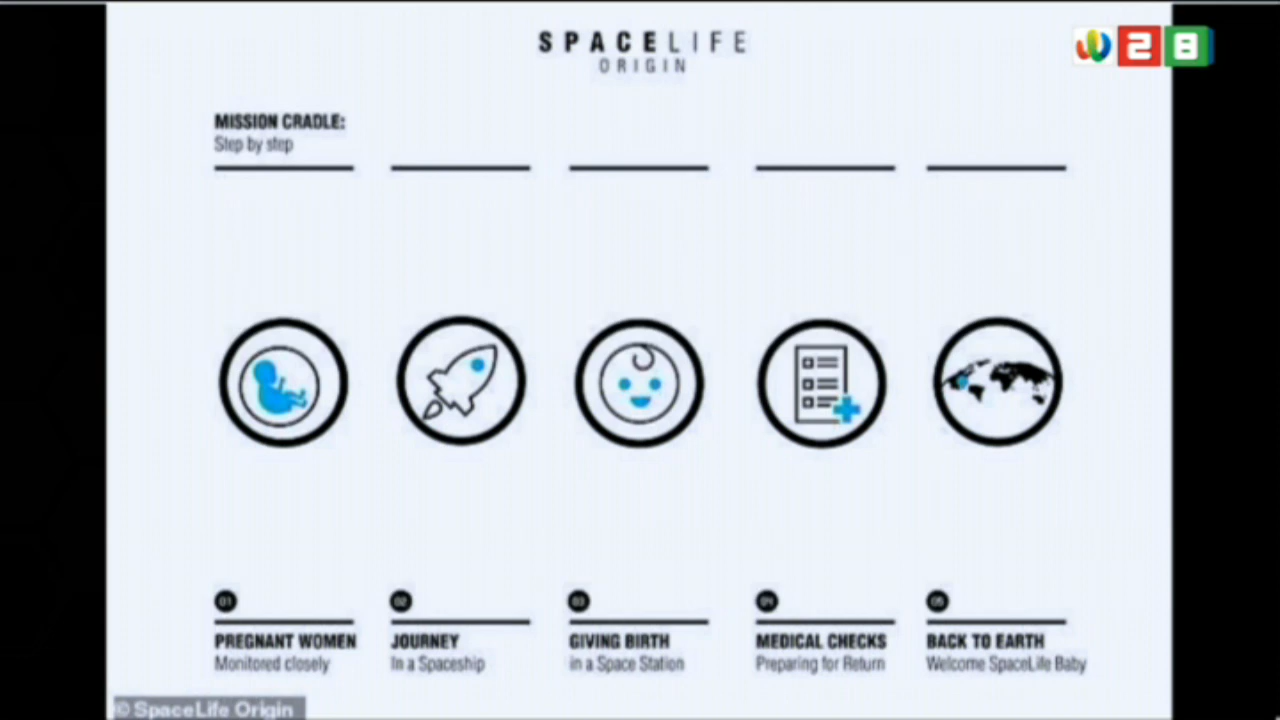 SPACELIFE
ORIGIN
28
MISSION CRADLE:
Step by step
01
PREGNANT WOMEN
Monitored closely
02
JOURNEY
In a Spaceship
03
GIVING BIRTH
in a Space Station
04
MEDICAL CHECKS
Preparing for Return
05
BACK TO EARTH
Welcome SpaceLife Baby
© SpaceLife Origin